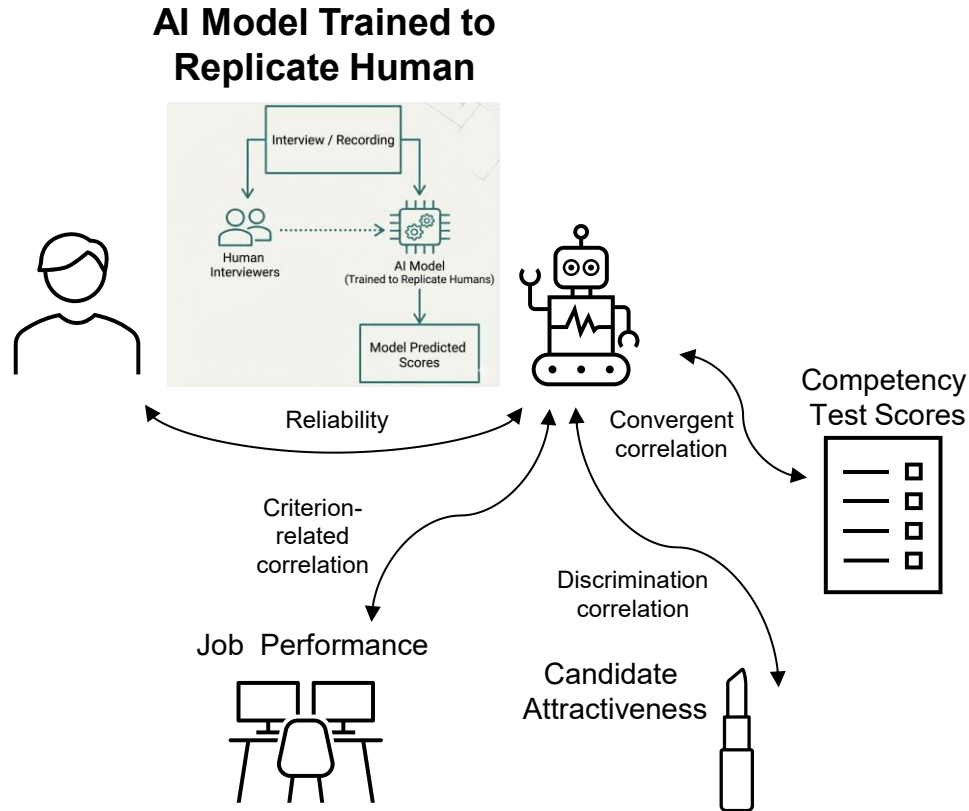 AI Model Trained to
Replicate Human
Interview / Recording
Human
Interviewers
AI Model
(Trained to Replicate Humans)
Model Predicted
Scores
Reliability
Convergent
correlation
Competency
Test Scores
Criterion-
related
correlation
Discrimination
correlation
Job Performance
Candidate
Attractiveness